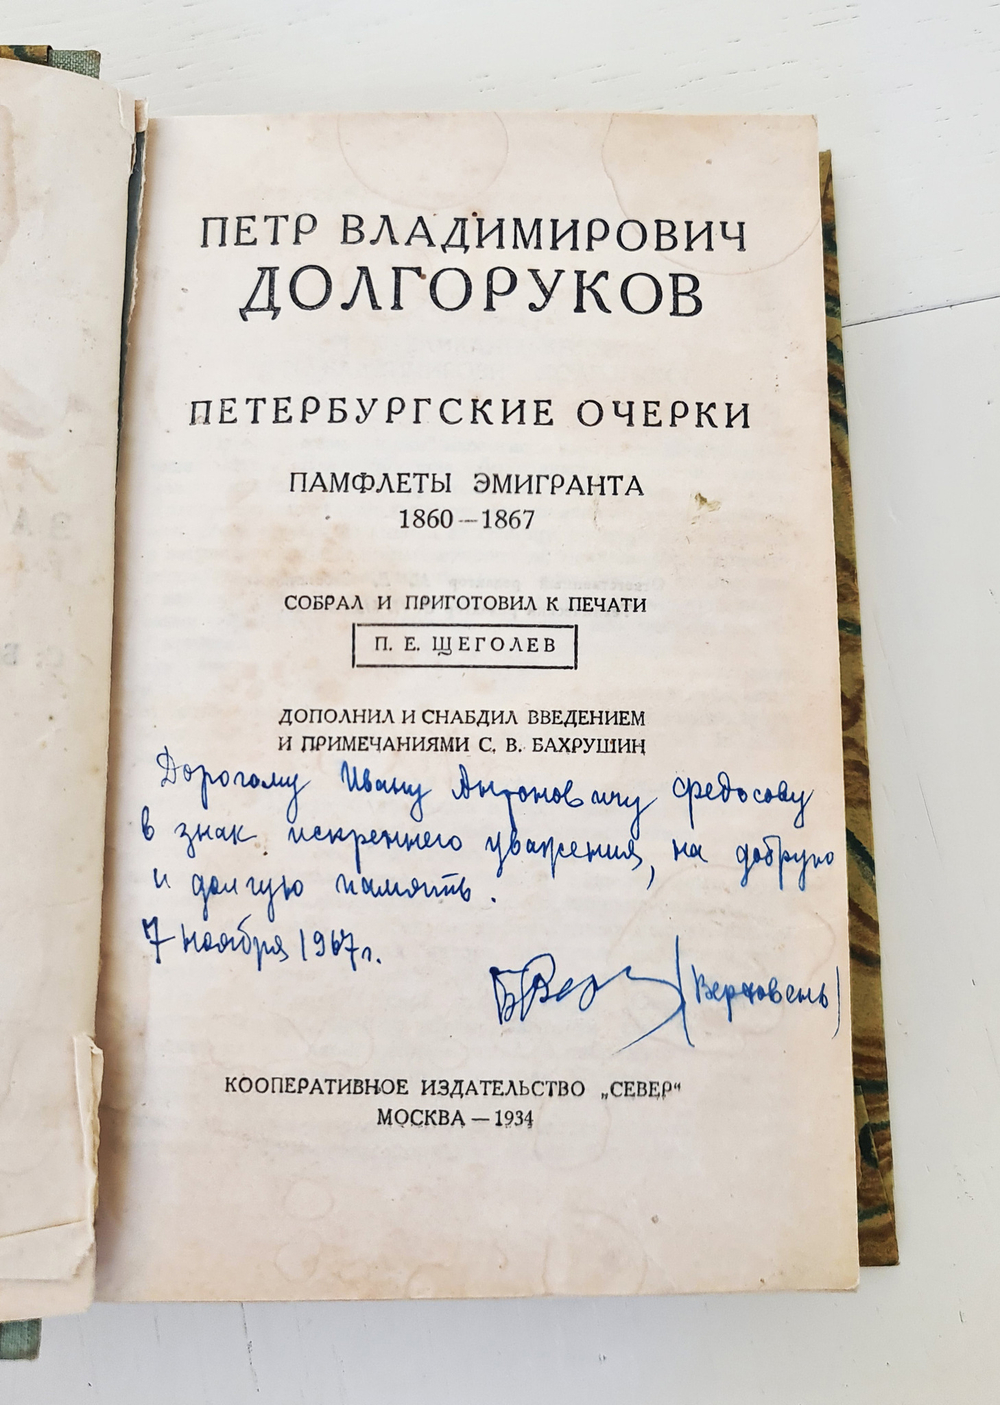 ПЕТР ВЛАДИМИРОВИЧ
ДОЛГОРУКОВ
ПЕТЕРБУРГСКИЕ ОЧЕРКИ
ПАМФЛЕТЫ ЭМИГРАНТА
1860—1867
СОБРАЛ И ПРИГОТОВИЛ К ПЕЧАТИ
П. Е. ЩЕГОЛЕВ
ДОПОЛНИЛ И СНАБДИЛ ВВЕДЕНИЕМ
И ПРИМЕЧАНИЯМИ С. В. БАХРУШИН
Дорогому Ивану Антоновичу Федосову
в знак искреннего уважения, на добрую
и долгую память.
7 ноября 1967г.
(Верховень)
КООПЕРАТИВНОЕ ИЗДАТЕЛЬСТВО „СЕВЕР“
МОСКВА—1934